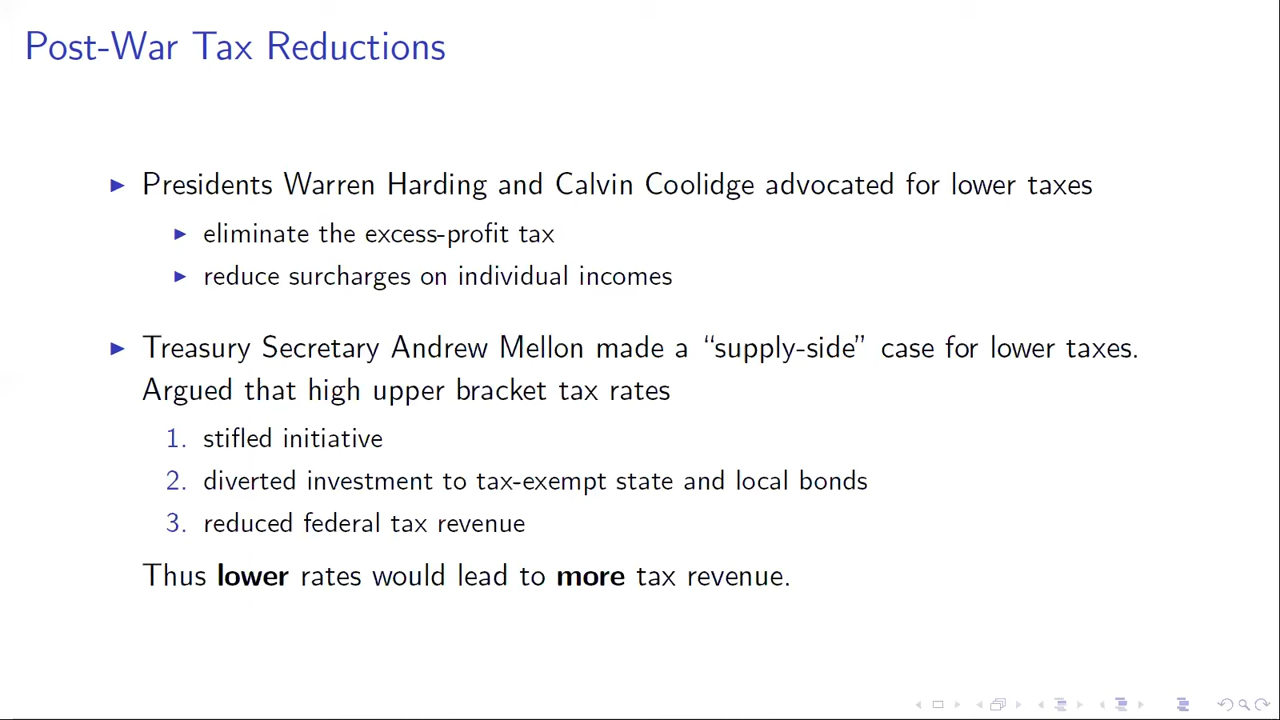 Post-War Tax Reductions
Presidents Warren Harding and Calvin Coolidge advocated for lower taxes
eliminate the excess-profit tax
reduce surcharges on individual incomes
Treasury Secretary Andrew Mellon made a “supply-side” case for lower taxes.
Argued that high upper bracket tax rates
1. stifled initiative
2. diverted investment to tax-exempt state and local bonds
3. reduced federal tax revenue
Thus lower rates would lead to more tax revenue.